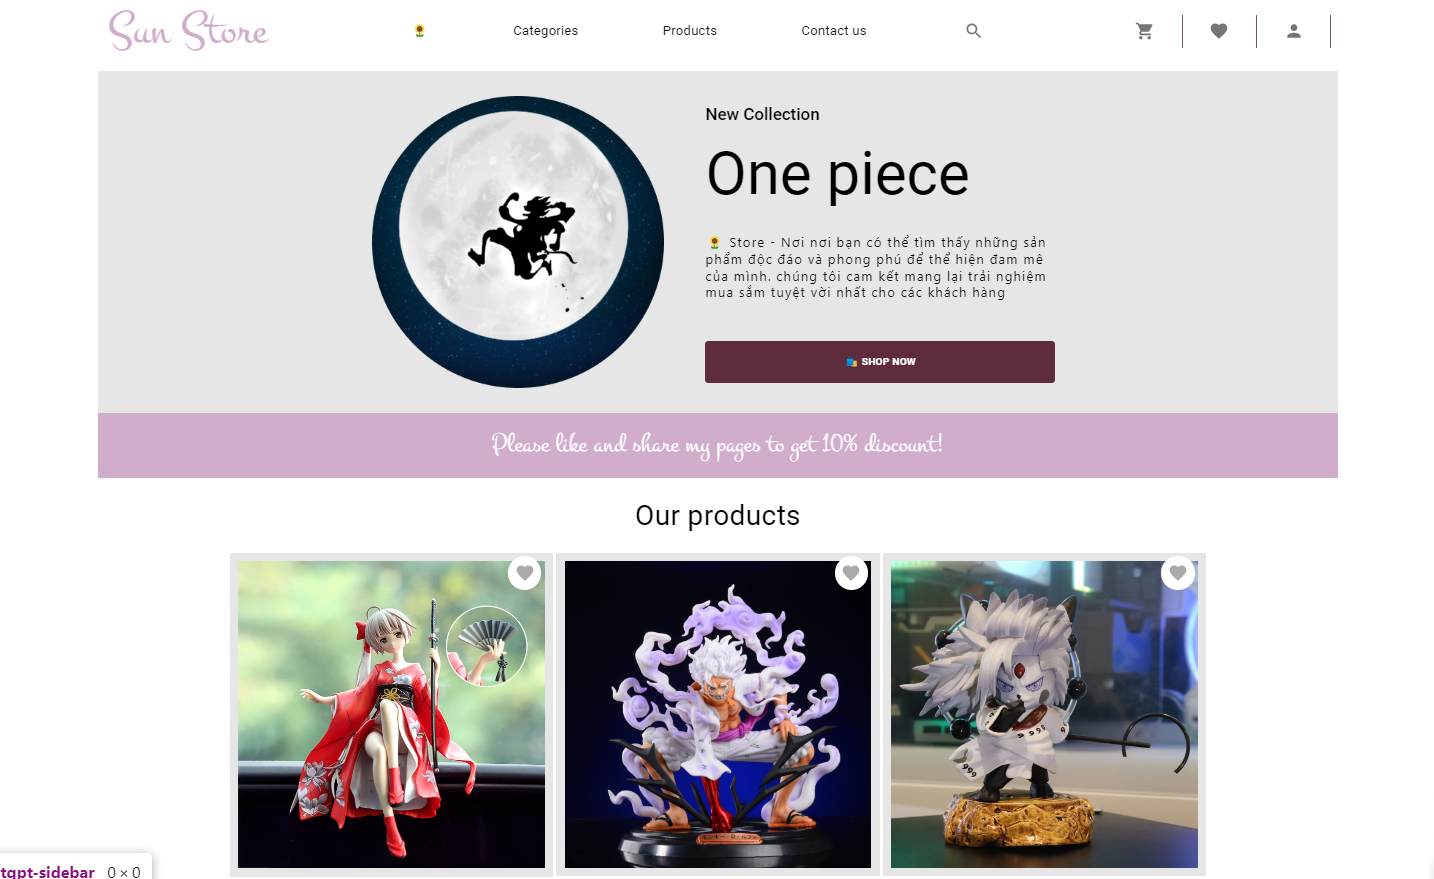 Sun Store
🌻 Categories Products Contact us
New Collection
One piece
🌻 Store - Nơi nơi bạn có thể tìm thấy những sản
phẩm độc đáo và phong phú để thể hiện đam mê
của mình. chúng tôi cam kết mang lại trải nghiệm
mua sắm tuyệt vời nhất cho các khách hàng
🛍️ SHOP NOW
Please like and share my pages to get 10% discount!
Our products
999
999
tgpt-sidebar 0 × 0